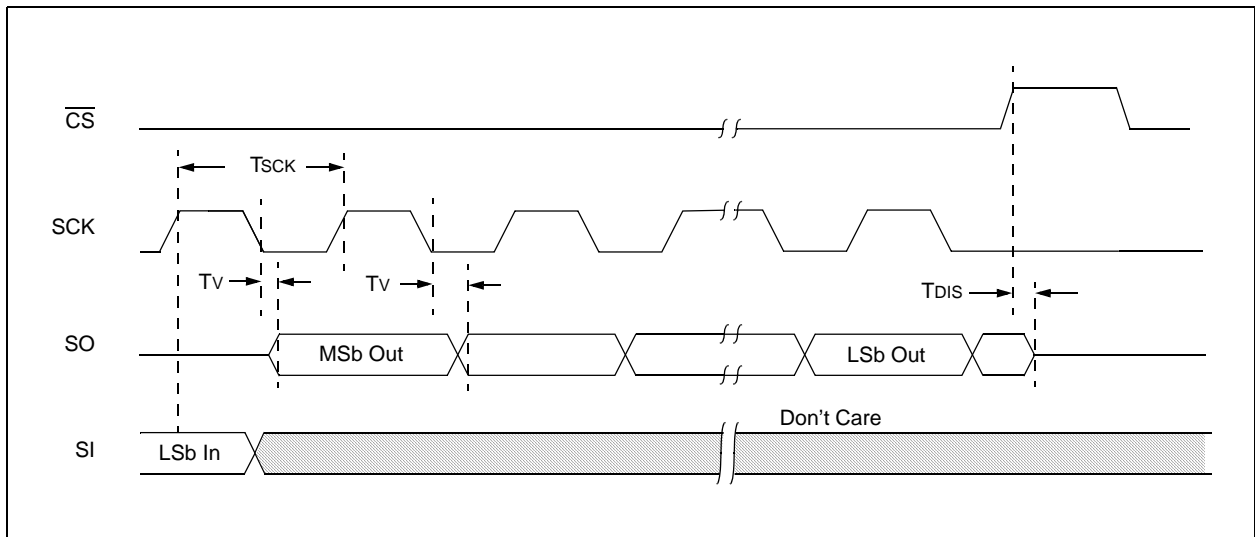 CS
TSCK
SCK
TV
TV
TDIS
SO
MSb Out
LSb Out
Don't Care
SI
LSb In